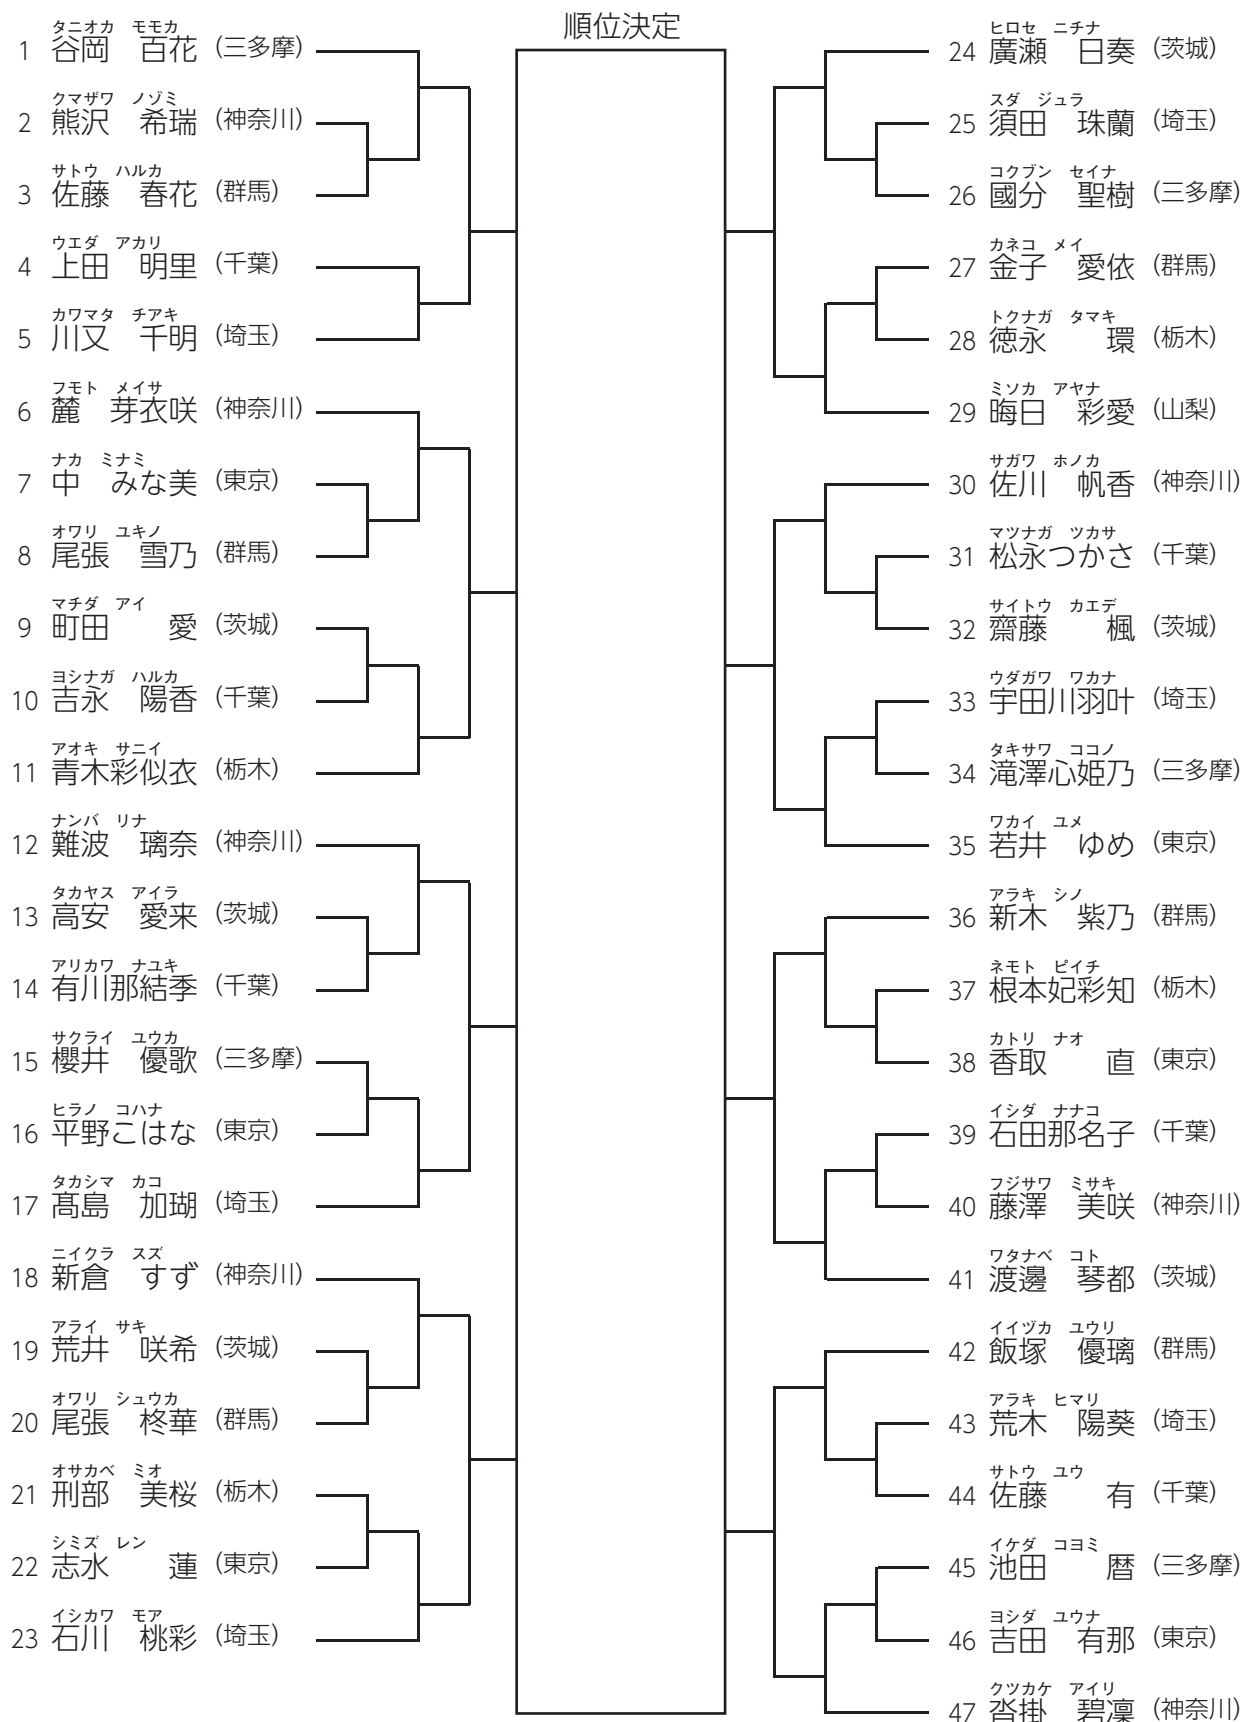 順位決定
タニオカ モモカ
1 谷岡 百花 (三多摩)
クマザワ ノゾミ
2 熊沢 希瑞 (神奈川)
サトウ ハルカ
3 佐藤 春花 (群馬)
ウエダ アカリ
4 上田 明里 (千葉)
カワマタ チアキ
5 川又 千明 (埼玉)
フモト メイサ
6 麓 芽衣咲 (神奈川)
ナカ ミナミ
7 中 みな美 (東京)
オワリ ユキノ
8 尾張 雪乃 (群馬)
マチダ アイ
9 町田 愛 (茨城)
ヨシナガ ハルカ
10 吉永 陽香 (千葉)
アオキ サニイ
11 青木彩似衣 (栃木)
ナンバ リナ
12 難波 璃奈 (神奈川)
タカヤス アイラ
13 高安 愛来 (茨城)
アリカワ ナユキ
14 有川那結季 (千葉)
サクライ ユウカ
15 櫻井 優歌 (三多摩)
ヒラノ コハナ
16 平野こはな (東京)
タカシマ カコ
17 髙島 加瑚 (埼玉)
ニイクラ スズ
18 新倉 すず (神奈川)
アライ サキ
19 荒井 咲希 (茨城)
オワリ シュウカ
20 尾張 柊華 (群馬)
オサカベ ミオ
21 刑部 美桜 (栃木)
シミズ レン
22 志水 蓮 (東京)
イシカワ モア
23 石川 桃彩 (埼玉)
ヒロセ ニチナ
24 廣瀬 日奏 (茨城)
スダ ジュラ
25 須田 珠蘭 (埼玉)
コクブン セイナ
26 國分 聖樹 (三多摩)
カネコ メイ
27 金子 愛依 (群馬)
トクナガ タマキ
28 徳永 環 (栃木)
ミソカ アヤナ
29 晦日 彩愛 (山梨)
サガワ ホノカ
30 佐川 帆香 (神奈川)
マツナガ ツカサ
31 松永つかさ (千葉)
サイトウ カエデ
32 齋藤 楓 (茨城)
ウダガワ ワカナ
33 宇田川羽叶 (埼玉)
タキサワ ココノ
34 滝澤心姫乃 (三多摩)
ワカイ ユメ
35 若井 ゆめ (東京)
アラキ シノ
36 新木 紫乃 (群馬)
ネモト ピイチ
37 根本妃彩知 (栃木)
カトリ ナオ
38 香取 直 (東京)
イシダ ナナコ
39 石田那名子 (千葉)
フジサワ ミサキ
40 藤澤 美咲 (神奈川)
ワタナベ コト
41 渡邊 琴都 (茨城)
イイヅカ ユウリ
42 飯塚 優璃 (群馬)
アラキ ヒマリ
43 荒木 陽葵 (埼玉)
サトウ ユウ
44 佐藤 有 (千葉)
イケダ コヨミ
45 池田 暦 (三多摩)
ヨシダ ユウナ
46 吉田 有那 (東京)
クツカケ アイリ
47 沓掛 碧凜 (神奈川)